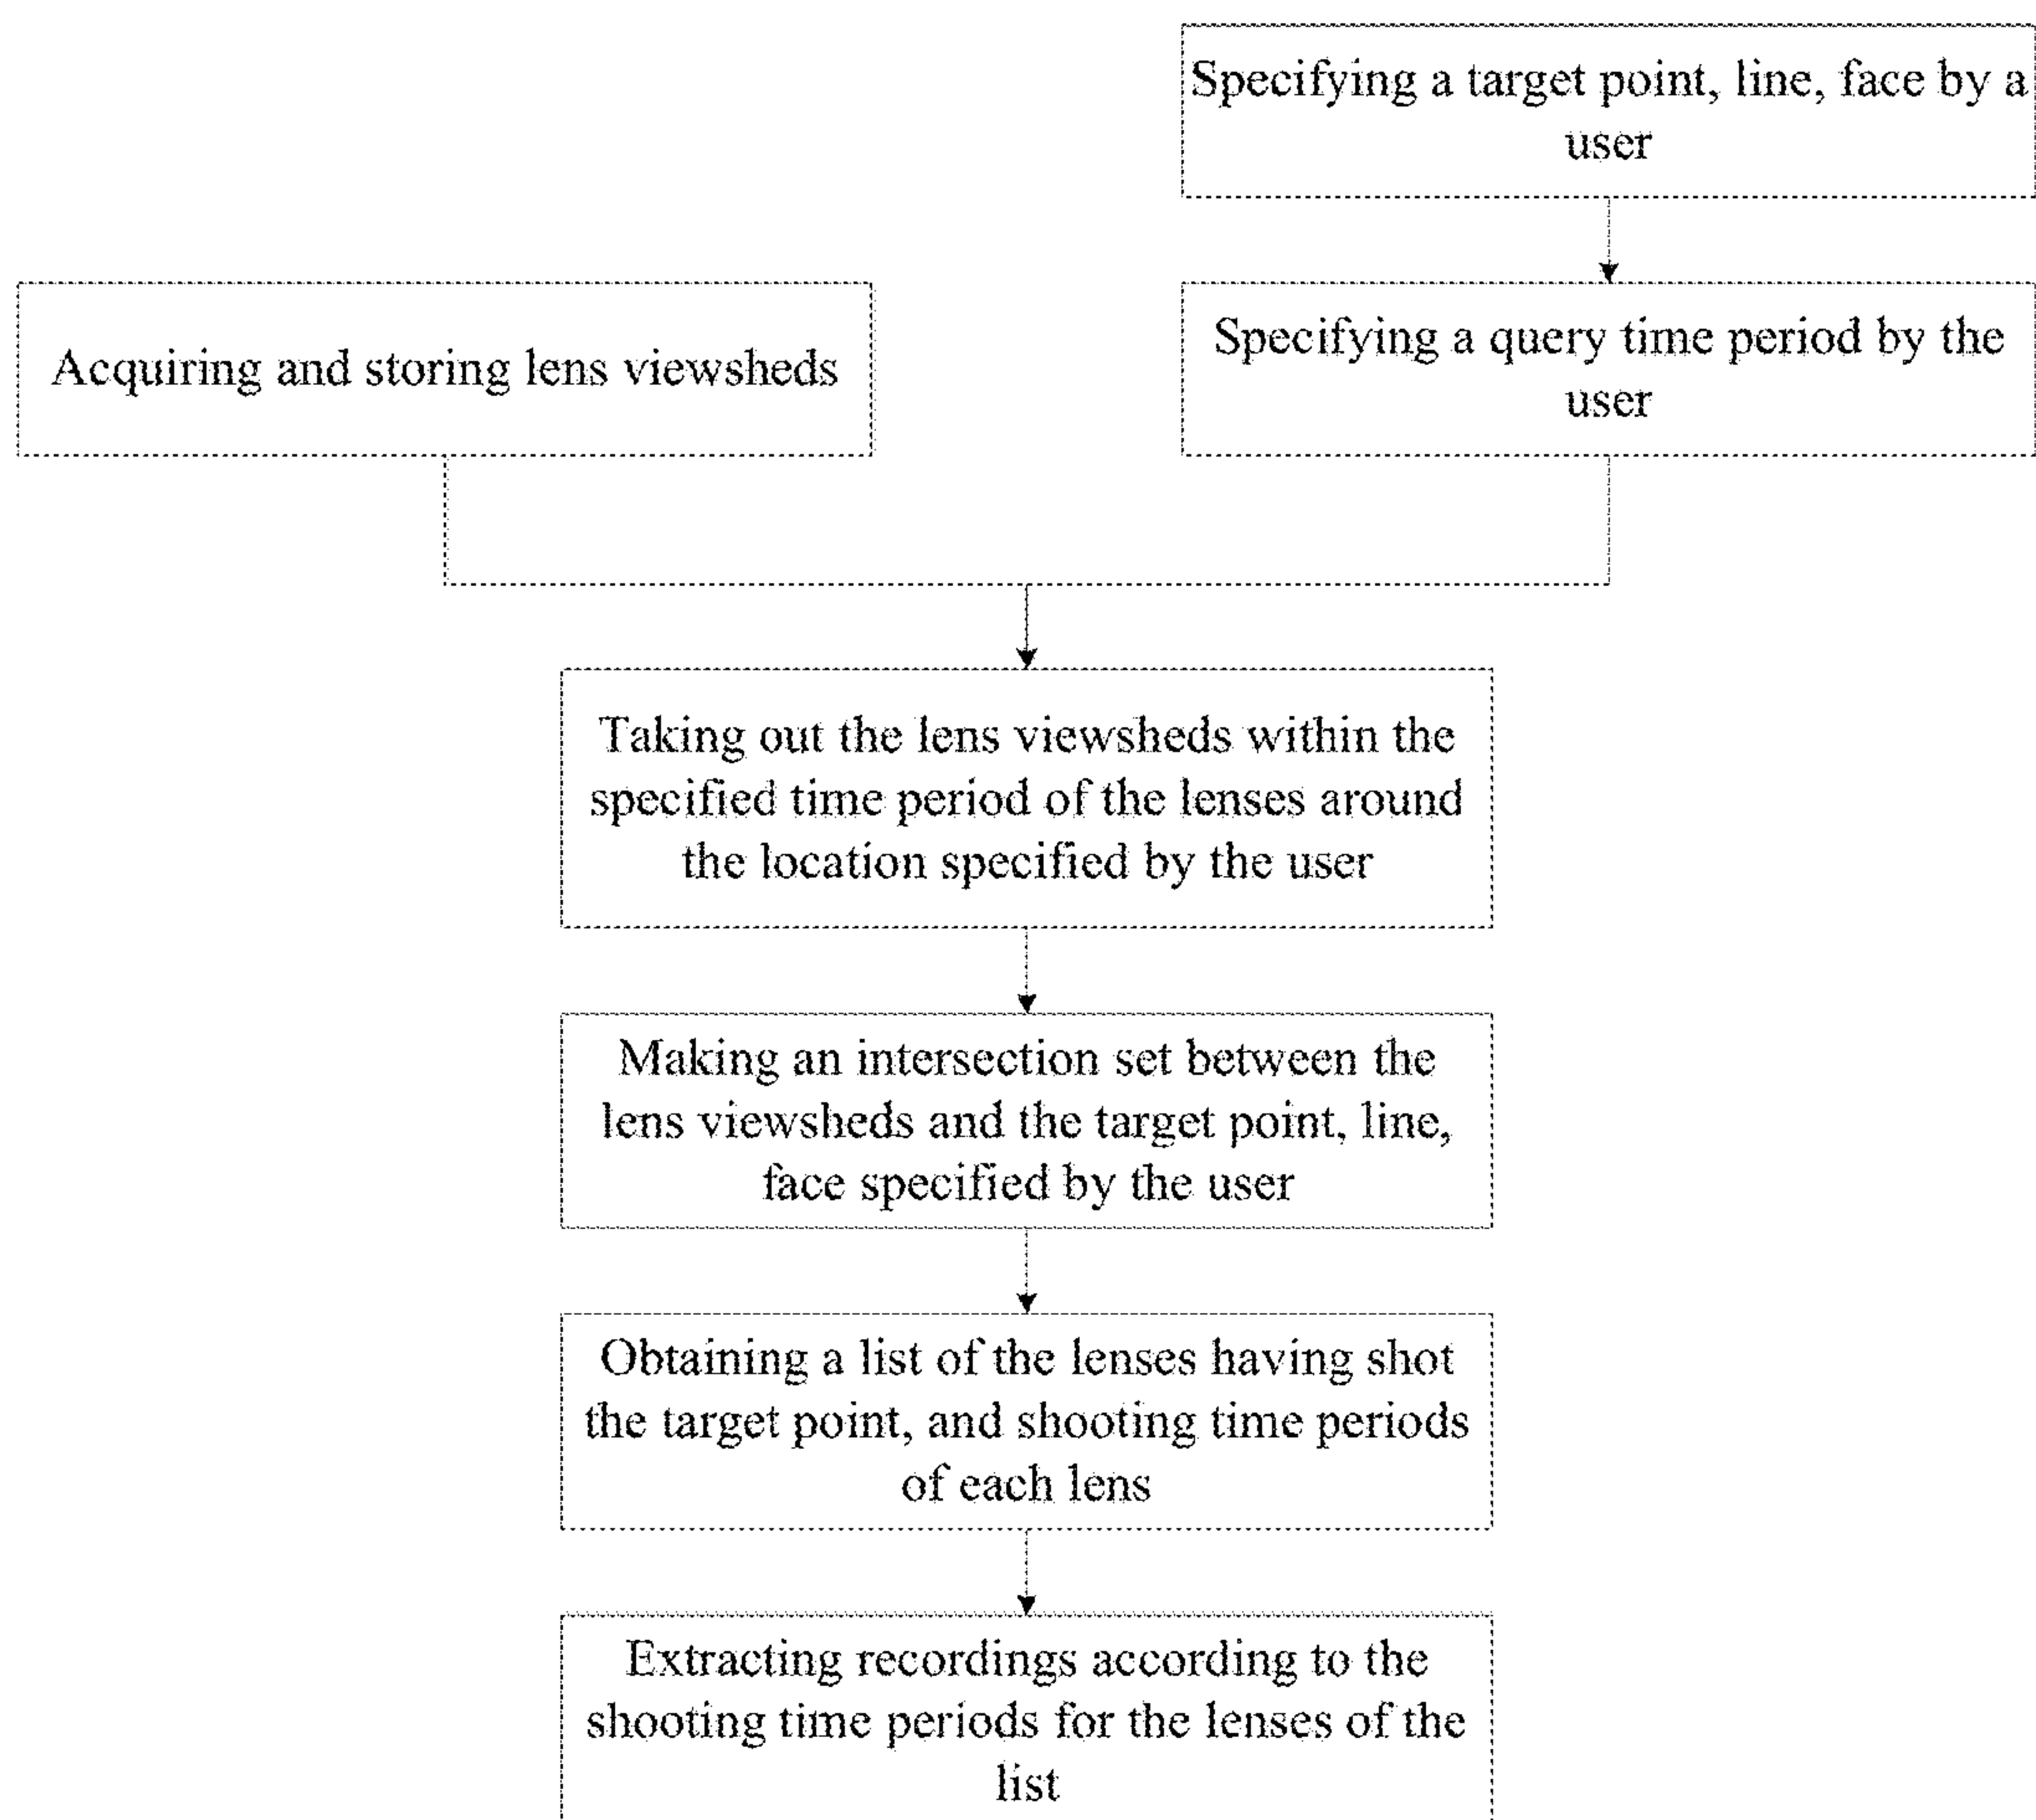 Specifying a target point, line, face by a
user
Acquiring and storing lens viewsheds
Specifying a query time period by the
user
Taking out the lens viewsheds within the
specified time period of the lenses around
the location specified by the user
Making an intersection set between the
lens viewsheds and the target point, line,
face specified by the user
Obtaining a list of the lenses having shot
the target point, and shooting time periods
of each lens
Extracting recordings according to the
shooting time periods for the lenses of the
list